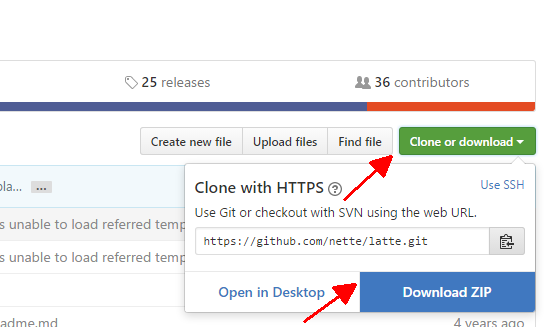 25 releases
36 contributors
Create new file
Upload files
Find file
Clone or download
pla...
...
Clone with HTTPS
?
Use SSH
Use Git or checkout with SVN using the web URL.
s unable to load referred temp
https://github.com/nette/latte.git
s unable to load referred temp
Open in Desktop
Download ZIP
adme.md
4 years ago